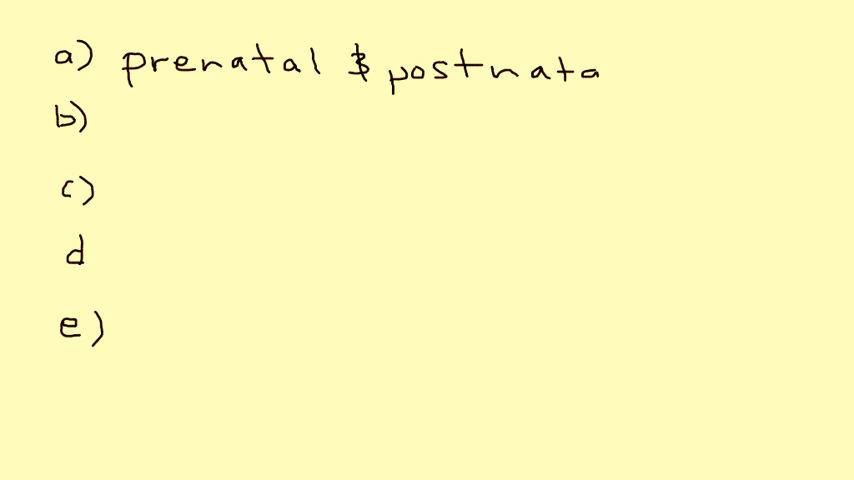 a) prenatal $ postnata
b)
c)
d
e)